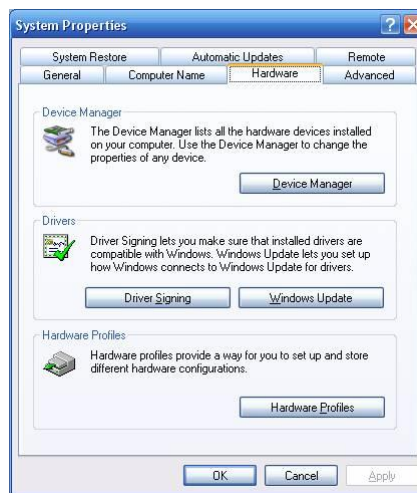 System Properties
System Restore Automatic Updates Remote
General Computer Name Hardware Advanced
Device Manager
The Device Manager lists all the hardware devices installed
on your computer. Use the Device Manager to change the
properties of any device.
Device Manager
Drivers
Driver Signing lets you make sure that installed drivers are
compatible with Windows. Windows Update lets you set up
how Windows connects to Windows Update for drivers.
Driver Signing Windows Update
Hardware Profiles
Hardware profiles provide a way for you to set up and store
different hardware configurations.
Hardware Profiles
OK Cancel Apply